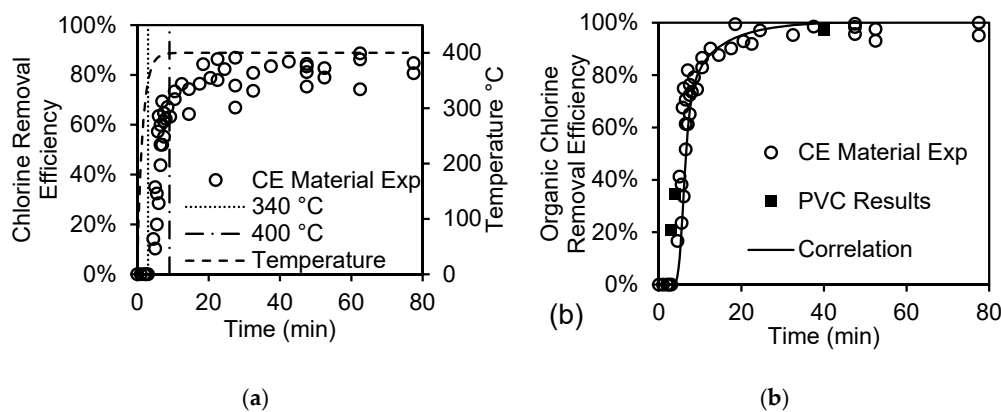 (a)
100%
80%
60%
40%
20%
0%
Chlorine Removal
Efficiency
500
400
300
200
100
0
Temperature °C
CE Material Exp
340 °C
400 °C
Temperature
0
20
40
60
80
Time (min)
(a)
100%
80%
60%
40%
20%
0%
Organic Chlorine
Removal Efficiency
CE Material Exp
PVC Results
Correlation
(b)
0
20
40
60
80
Time (min)
(b)